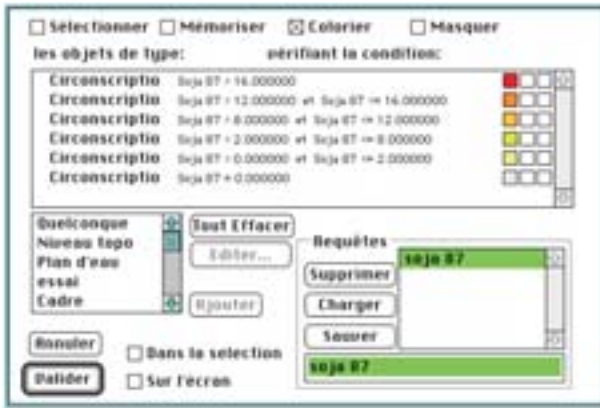 Sélectionner Mémoriser Colorier Masquer
les objets de type: vérifiant la condition:
Circonscriptio Soja 87 > 16.000000
Circonscriptio Soja 87 > 12.000000 et Soja 87 <= 16.000000
Circonscriptio Soja 87 > 8.000000 et Soja 87 <= 12.000000
Circonscriptio Soja 87 > 2.000000 et Soja 87 <= 8.000000
Circonscriptio Soja 87 > 0.000000 et Soja 87 <= 2.000000
Circonscriptio Soja 87 = 0.000000
Quelconque
Niveau topo
Plan d'eau
essai
Cadre
Tout Effacer
Editer...
Ajouter
Requêtes
soja 87
Supprimer
Charger
Sauver
soja 87
Annuler
Valider
Dans la selection
Sur l'écran